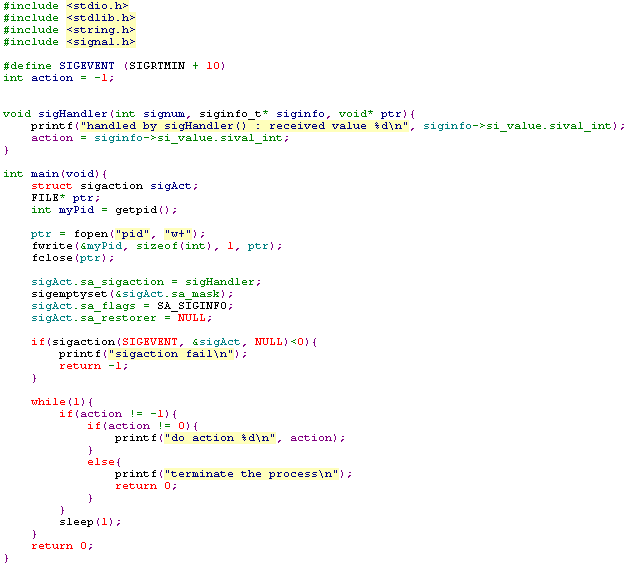 #include <stdio.h>
#include <stdlib.h>
#include <string.h>
#include <signal.h>

#define SIGEVENT (SIGRTMIN + 10)
int action = -1;


void sigHandler(int signum, siginfo_t* siginfo, void* ptr){
    printf("handled by sigHandler() : received value %d\n", siginfo->si_value.sival_int);
    action = siginfo->si_value.sival_int;
}

int main(void){
    struct sigaction sigAct;
    FILE* ptr;
    int myPid = getpid();

    ptr = fopen("pid", "w+");
    fwrite(&myPid, sizeof(int), 1, ptr);
    fclose(ptr);

    sigAct.sa_sigaction = sigHandler;
    sigemptyset(&sigAct.sa_mask);
    sigAct.sa_flags = SA_SIGINFO;
    sigAct.sa_restorer = NULL;

    if(sigaction(SIGEVENT, &sigAct, NULL)<0){
        printf("sigaction fail\n");
        return -1;
    }

    while(1){
        if(action != -1){
            if(action != 0){
                printf("do action %d\n", action);
            }
            else{
                printf("terminate the process\n");
                return 0;
            }
        }
        sleep(1);
    }
    return 0;
}